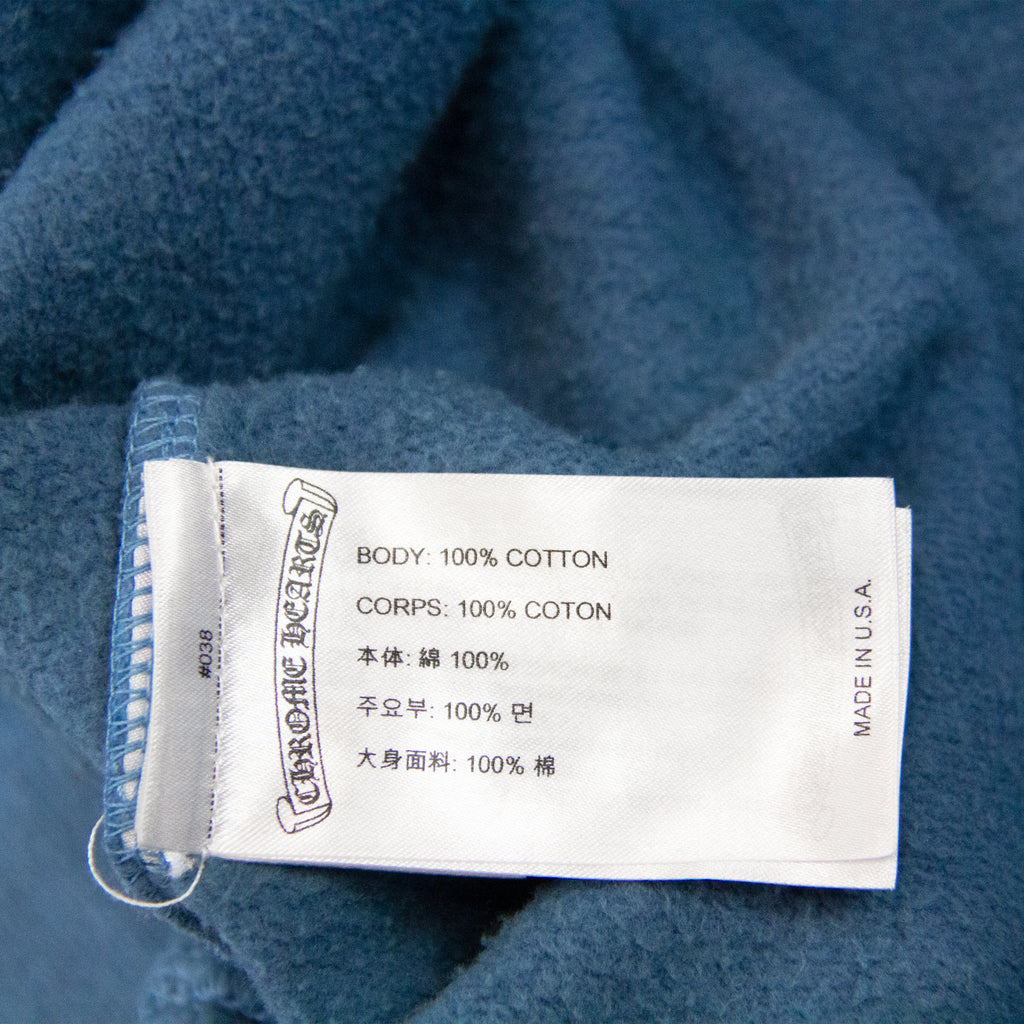 #038
CHROME HEARTS
BODY: 100% COTTON
CORPS: 100% COTON
本体: 綿 100%
주요부: 100% 면
大身面料: 100% 棉
MADE IN U.S.A.